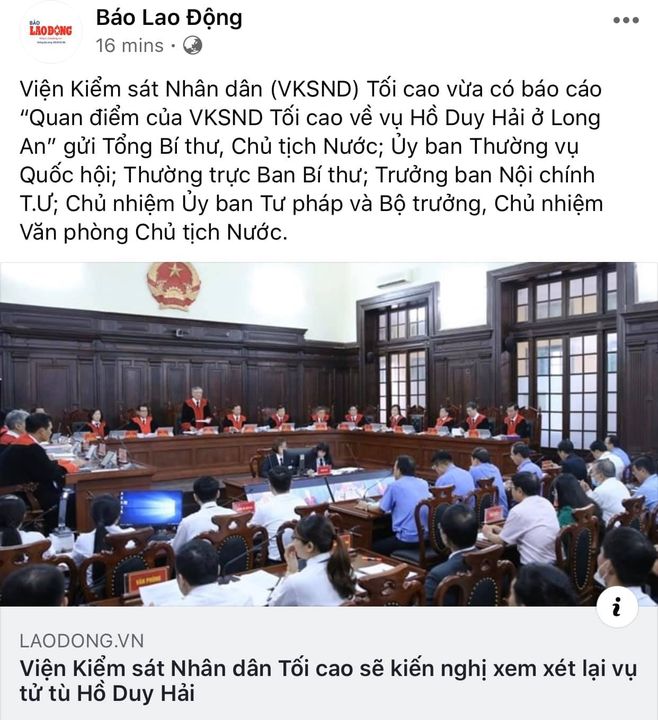 BÁO
LAO ĐỘNG
Báo Lao Động
16 mins ·
Viện Kiểm sát Nhân dân (VKSND) Tối cao vừa có báo cáo
“Quan điểm của VKSND Tối cao về vụ Hồ Duy Hải ở Long
An” gửi Tổng Bí thư, Chủ tịch Nước; Ủy ban Thường vụ
Quốc hội; Thường trực Ban Bí thư; Trưởng ban Nội chính
T.Ư; Chủ nhiệm Ủy ban Tư pháp và Bộ trưởng, Chủ nhiệm
Văn phòng Chủ tịch Nước.
VĂN PHÒNG
i
LAODONG.VN
Viện Kiểm sát Nhân dân Tối cao sẽ kiến nghị xem xét lại vụ
tử tù Hồ Duy Hải